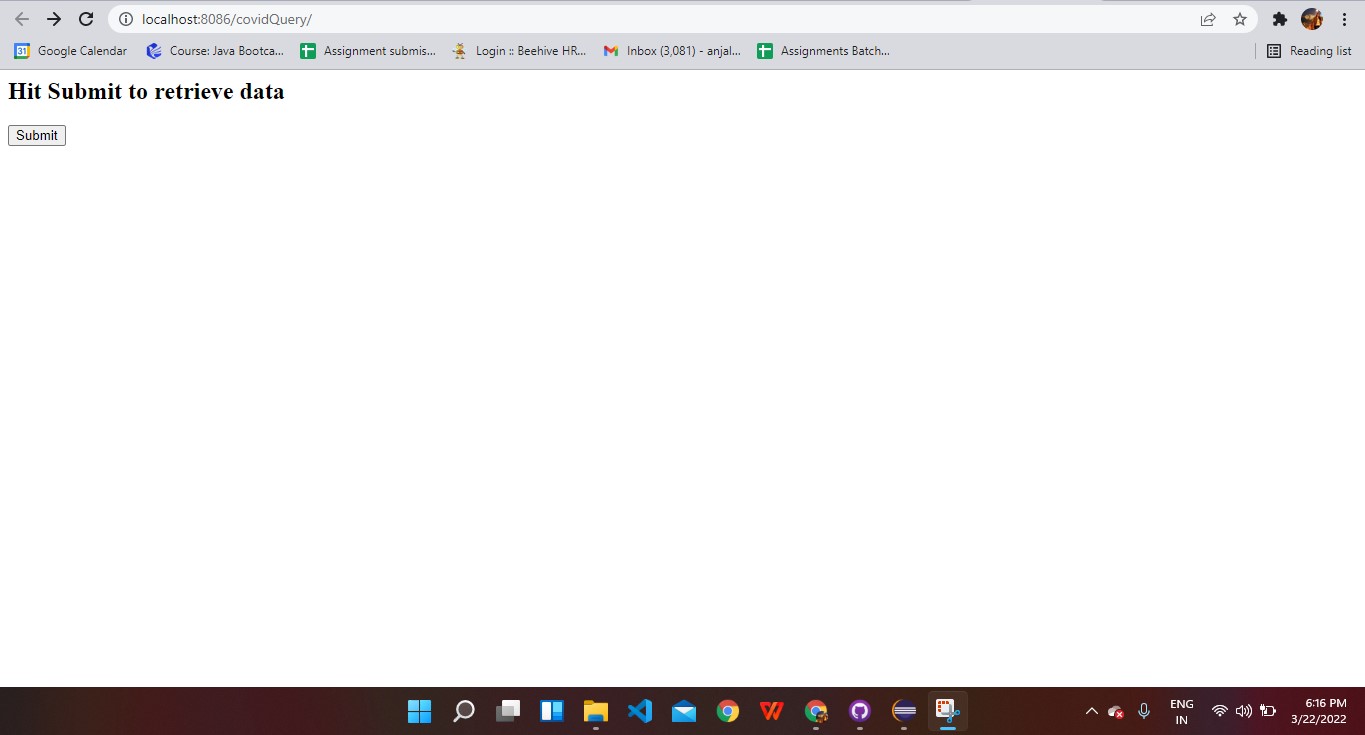 localhost:8086/covidQuery/
31 Google Calendar Course: Java Bootca... Assignment submis... Login :: Beehive HR... Inbox (3,081) - anjal... Assignments Batch... Reading list
Hit Submit to retrieve data
Submit
ENG 6:16 PM
IN 3/22/2022